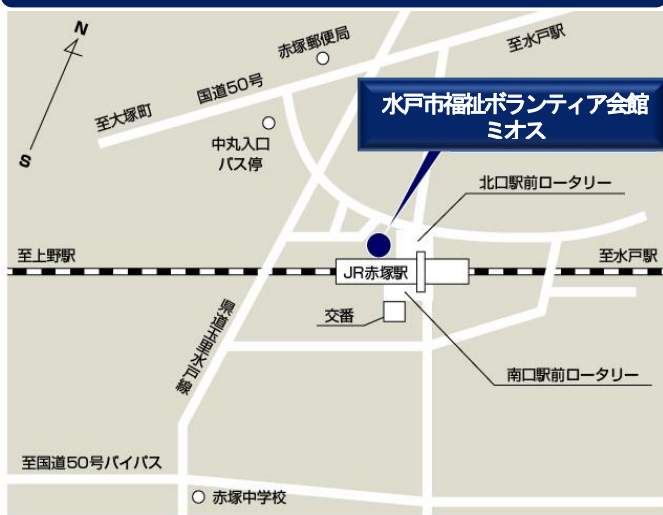 N
S
赤塚郵便局
至水戸駅
国道50号
至大塚町
中丸入口
バス停
水戸市福祉ボランティア会館
ミオス
北口駅前ロータリー
至上野駅
至水戸駅
JR赤塚駅
交番
県道玉里水戸線
南口駅前ロータリー
至国道50号バイパス
赤塚中学校